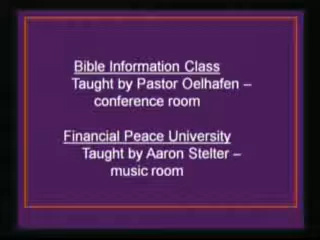 Bible Information Class
Taught by Pastor Oelhafen –
conference room
Financial Peace University
Taught by Aaron Stelter –
music room